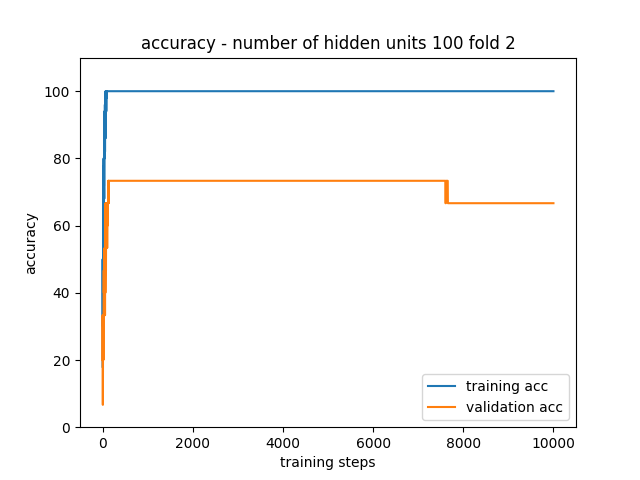 accuracy - number of hidden units 100 fold 2
accuracy
100
80
60
40
20
0
training acc
validation acc
0 2000 4000 6000 8000 10000
training steps